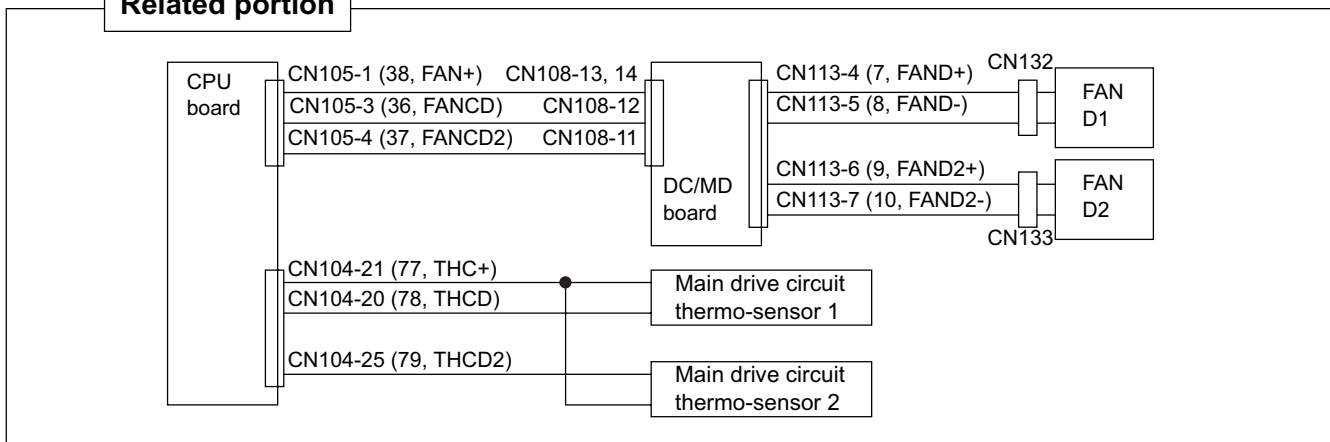 Related portion
CPU
board
CN105-1 (38, FAN+)
CN108-13, 14
CN105-3 (36, FANCD)
CN108-12
CN105-4 (37, FANCD2)
CN108-11
DC/MD
board
CN113-4 (7, FAND+)
CN132
CN113-5 (8, FAND-)
FAN
D1
CN113-6 (9, FAND2+)
CN113-7 (10, FAND2-)
CN133
FAN
D2
CN104-21 (77, THC+)
CN104-20 (78, THCD)
Main drive circuit
thermo-sensor 1
CN104-25 (79, THCD2)
Main drive circuit
thermo-sensor 2